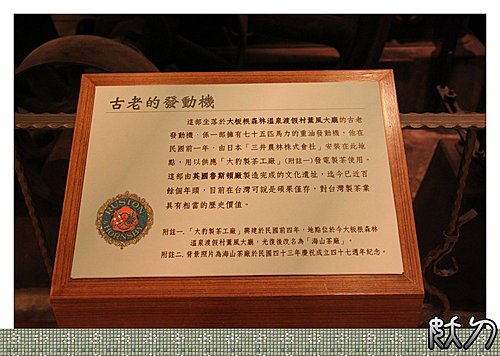 古老的發動機
這部坐落於大板根森林溫泉渡假村薰風大廳的古老
發動機，係一部擁有七十五匹馬力的重油發動機，他在
民國前一年，由日本「三井農林株式會社」安裝在此地
點，用以供應「大豹製茶工廠」(附註一)發電製茶使用。
這部由英國魯斯頓廠製造完成的文化遺址，迄今已近百
餘個年頭，目前在台灣可說是碩果僅存，對台灣製茶業
具有相當的歷史價值。
RUSTON
HORNSBY
附註一、「大豹製茶工廠」興建於民國前四年，地點位於今大板根森林
溫泉渡假村薰風大廳，光復後改名為「海山茶廠」。
附註二、背景照片為海山茶廠於民國四十三年慶祝成立四十七週年紀念。